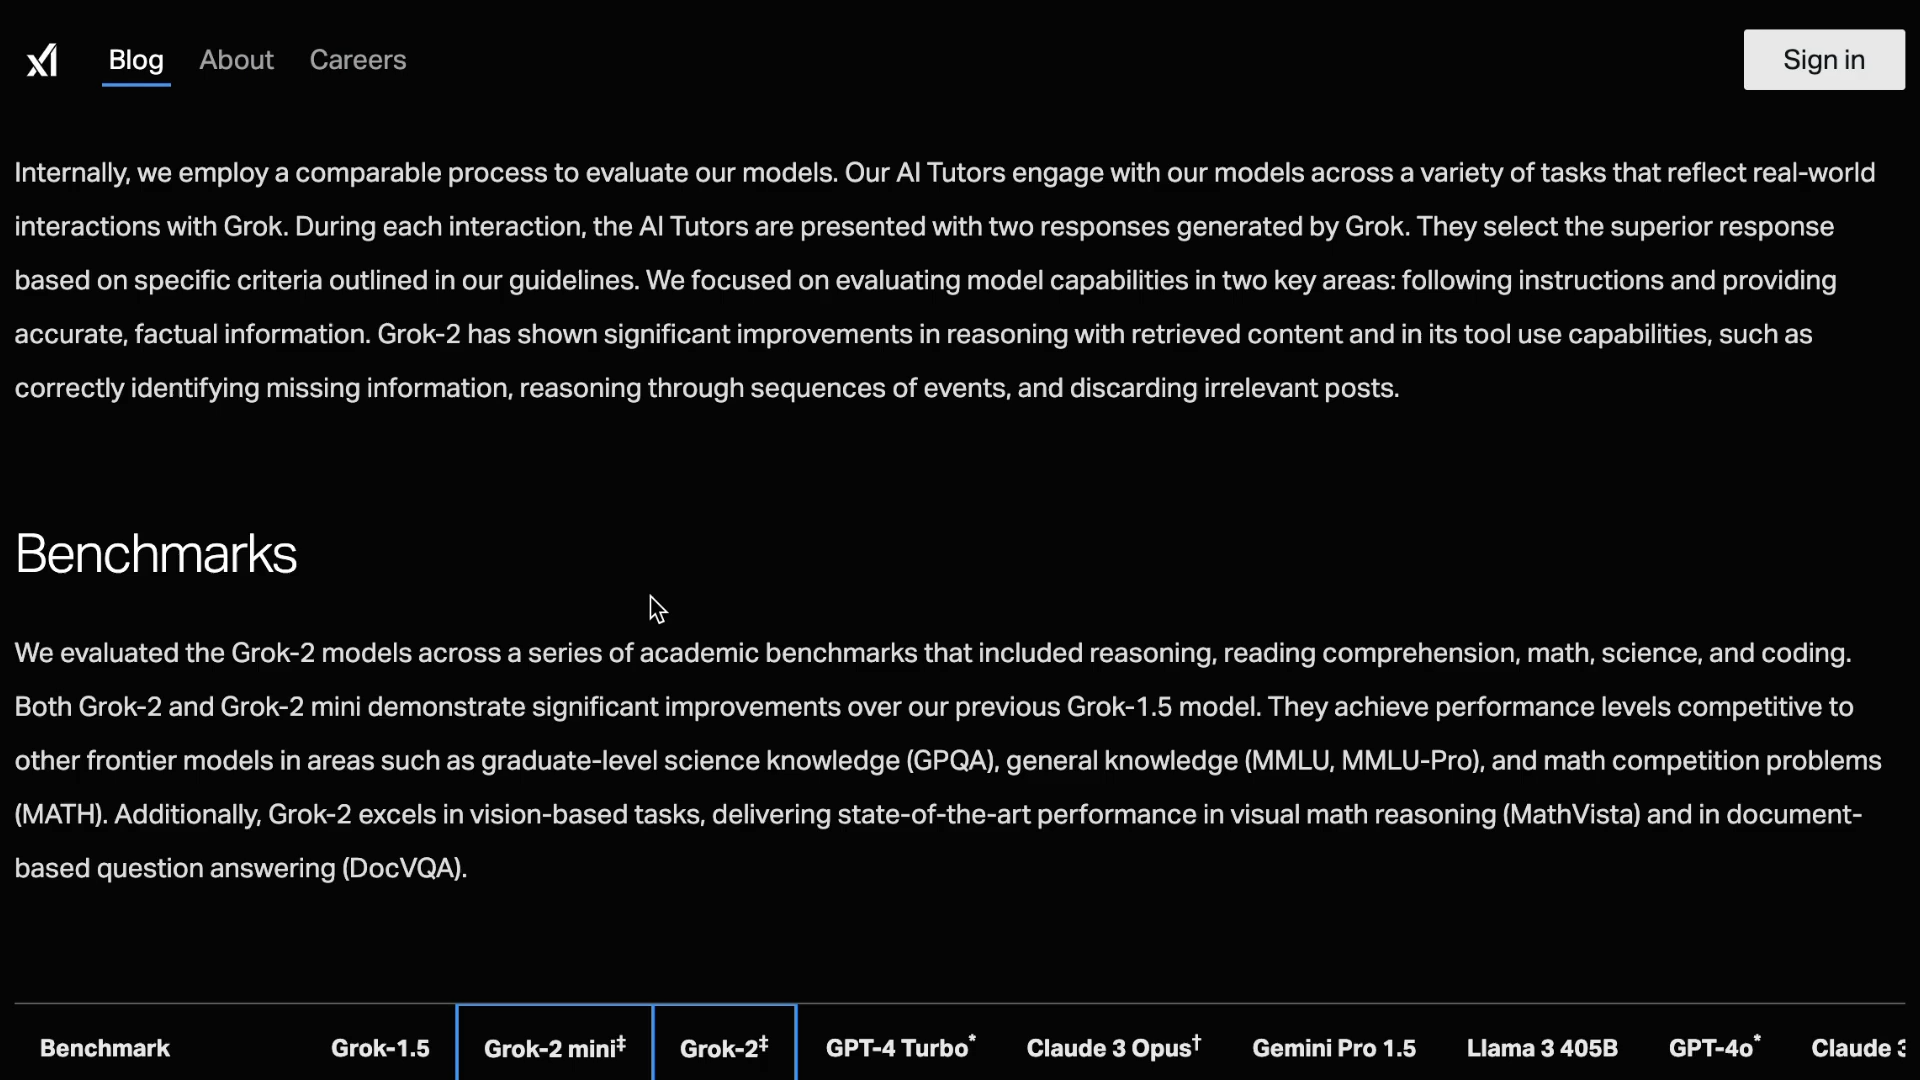 xI
Blog About Careers Sign in
Internally, we employ a comparable process to evaluate our models. Our AI Tutors engage with our models across a variety of tasks that reflect real-world
interactions with Grok. During each interaction, the AI Tutors are presented with two responses generated by Grok. They select the superior response
based on specific criteria outlined in our guidelines. We focused on evaluating model capabilities in two key areas: following instructions and providing
accurate, factual information. Grok-2 has shown significant improvements in reasoning with retrieved content and in its tool use capabilities, such as
correctly identifying missing information, reasoning through sequences of events, and discarding irrelevant posts.
Benchmarks
We evaluated the Grok-2 models across a series of academic benchmarks that included reasoning, reading comprehension, math, science, and coding.
Both Grok-2 and Grok-2 mini demonstrate significant improvements over our previous Grok-1.5 model. They achieve performance levels competitive to
other frontier models in areas such as graduate-level science knowledge (GPQA), general knowledge (MMLU, MMLU-Pro), and math competition problems
(MATH). Additionally, Grok-2 excels in vision-based tasks, delivering state-of-the-art performance in visual math reasoning (MathVista) and in document-
based question answering (DocVQA).
Benchmark Grok-1.5 Grok-2 mini‡ Grok-2‡ GPT-4 Turbo* Claude 3 Opus† Gemini Pro 1.5 Llama 3 405B GPT-4o* Claude 3